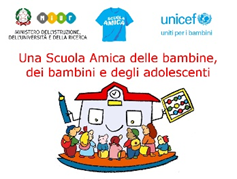 MIUR
SCUOLA
AMICA
unicef
MINISTERO DELL'ISTRUZIONE,
DELL'UNIVERSITÀ E DELLA RICERCA
uniti per i bambini
Una Scuola Amica delle bambine,
dei bambini e degli adolescenti